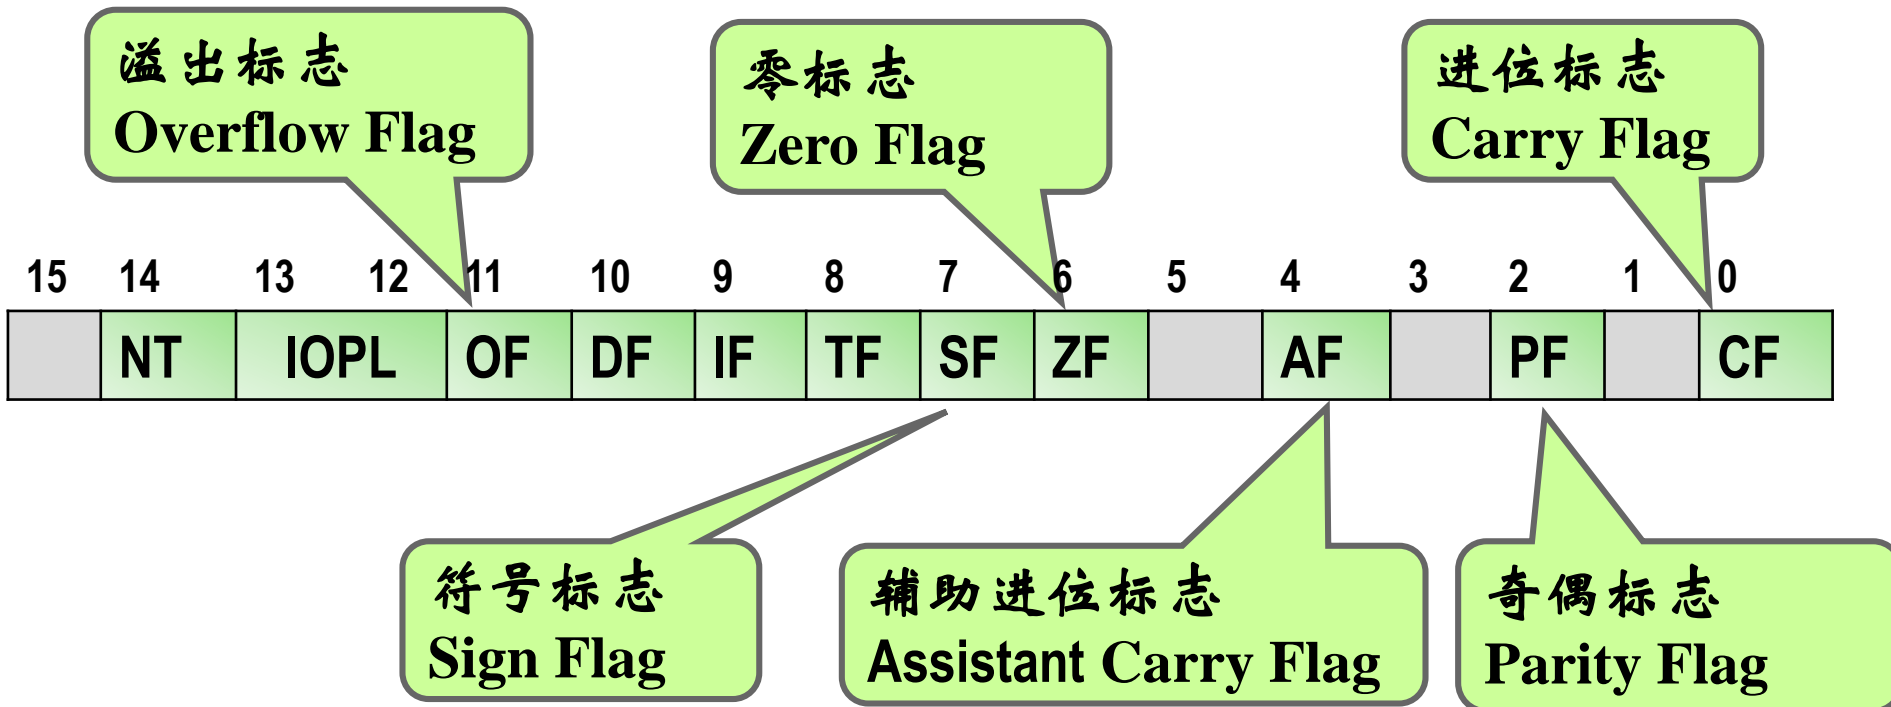 溢出标志
Overflow Flag
零标志
Zero Flag
进位标志
Carry Flag
15 14 13 12 11 10 9 8 7 6 5 4 3 2 1 0
NT IOPL OF DF IF TF SF ZF AF PF CF
符号标志
Sign Flag
辅助进位标志
Assistant Carry Flag
奇偶标志
Parity Flag